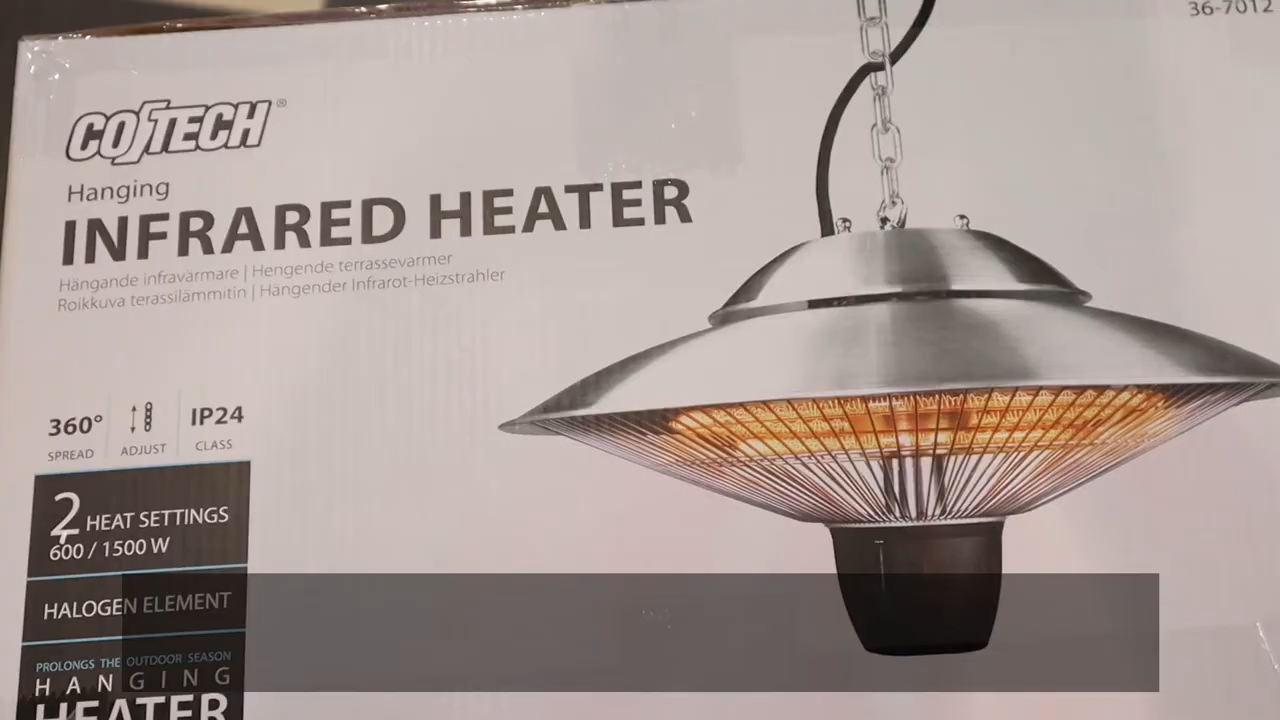 36-7012
COTECH®
Hanging
INFRARED HEATER
Hängande infravärmare | Hengende terrassevarmer
Roikkuva terassilämmitin | Hängender Infrarot-Heizstrahler
360° IP24
SPREAD ADJUST CLASS
2 HEAT SETTINGS
600 / 1500 W
HALOGEN ELEMENT
PROLONGS THE OUTDOOR SEASON
HANGING
HEATER